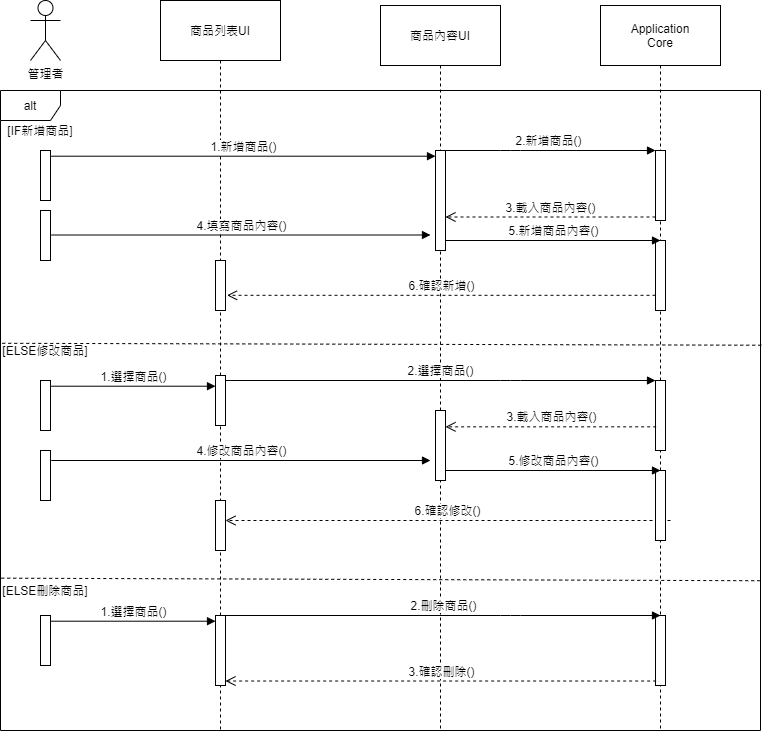 管理者
商品列表UI
商品內容UI
Application
Core
alt
[IF新增商品]
1.新增商品()
2.新增商品()
3.載入商品內容()
4.填寫商品內容()
5.新增商品內容()
6.確認新增()
[ELSE修改商品]
1.選擇商品()
2.選擇商品()
3.載入商品內容()
4.修改商品內容()
5.修改商品內容()
6.確認修改()
[ELSE刪除商品]
1.選擇商品()
2.刪除商品()
3.確認刪除()